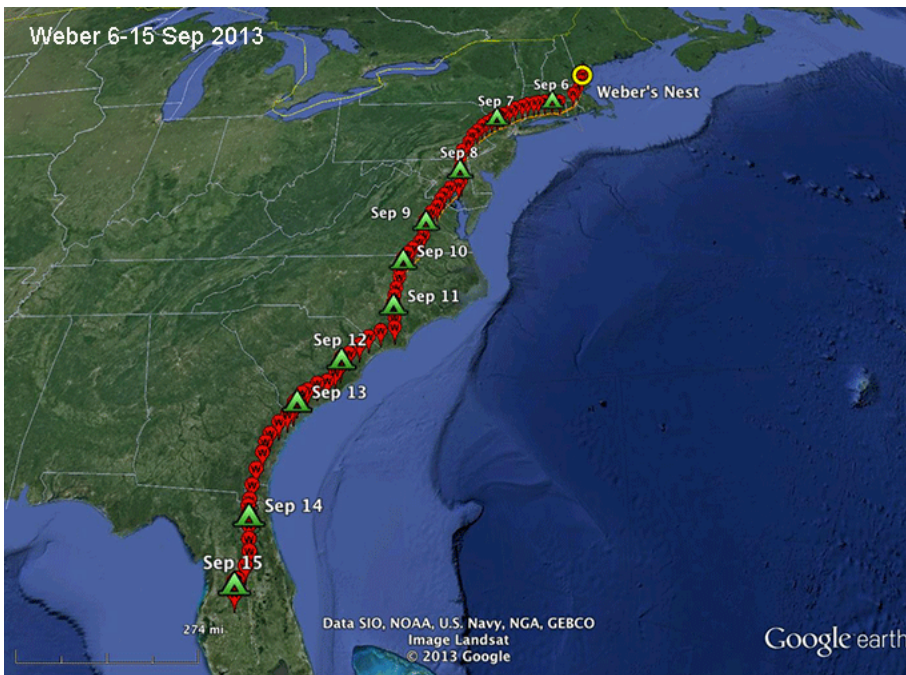 Weber 6-15 Sep 2013
Sep 6
Weber's Nest
Sep 7
Sep 8
Sep 9
Sep 10
Sep 11
Sep 12
Sep 13
Sep 14
Sep 15
274 mi
Data SIO, NOAA, U.S. Navy, NGA, GEBCO
Image Landsat
© 2013 Google
Google earth